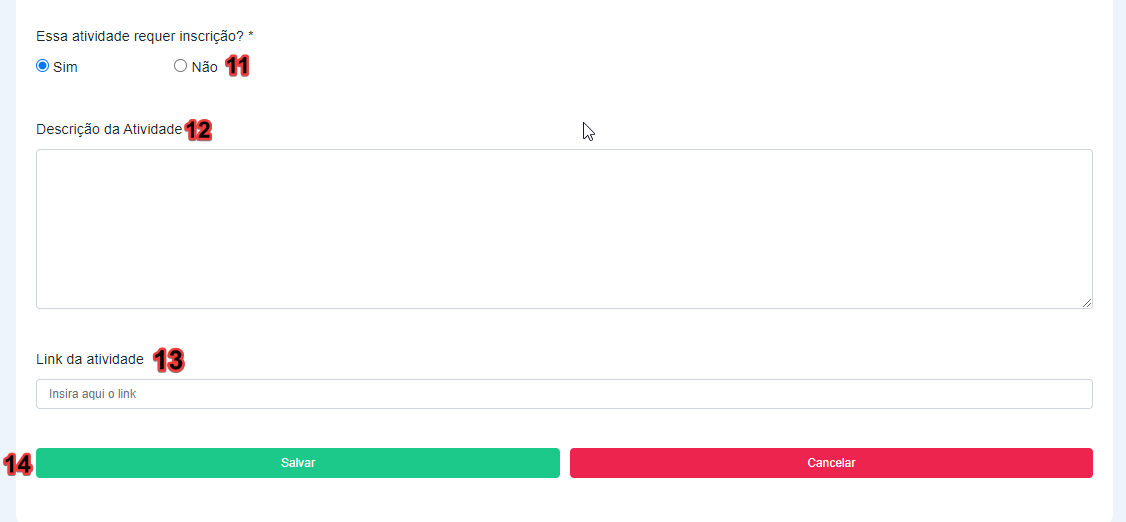 Essa atividade requer inscrição? *
Sim Não 11
Descrição da Atividade 12
Link da atividade 13
Insira aqui o link
14 Salvar Cancelar